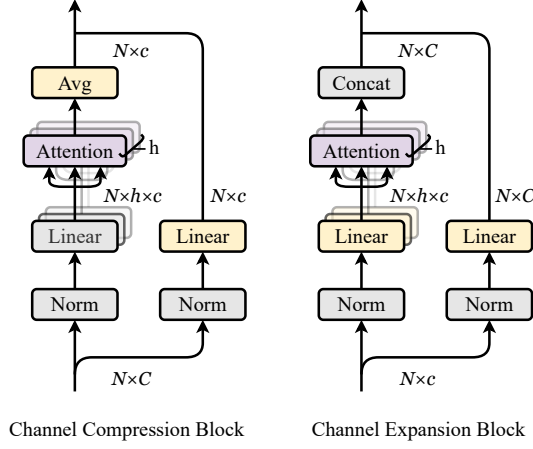 N×c
Avg
Attention
h
N×h×c
N×c
Linear
Linear
Norm
Norm
N×C
Channel Compression Block
N×C
Concat
Attention
h
N×h×c
N×C
Linear
Linear
Norm
Norm
N×c
Channel Expansion Block